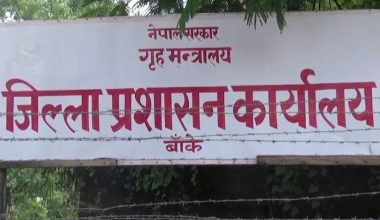 नेपाल सरकार
गृह मन्त्रालय
जिल्ला प्रशासन कार्यालय
बाँके